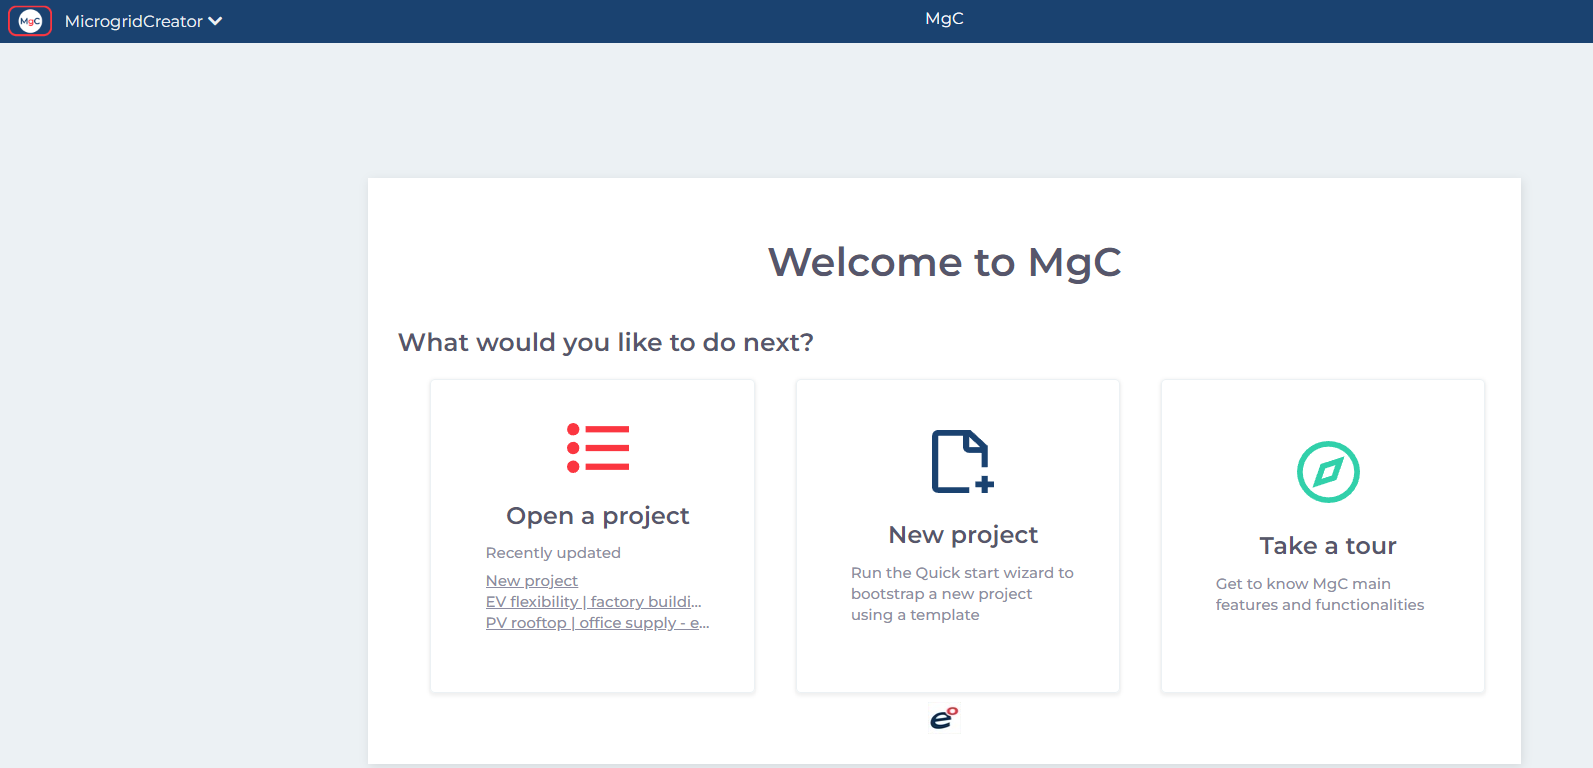 MgC
MicrogridCreator
MgC
Welcome to MgC
What would you like to do next?
Open a project
Recently updated
New project
EV flexibility | factory buildi...
PV rooftop | office supply - e...
New project
Run the Quick start wizard to
bootstrap a new project
using a template
Take a tour
Get to know MgC main
features and functionalities
eo